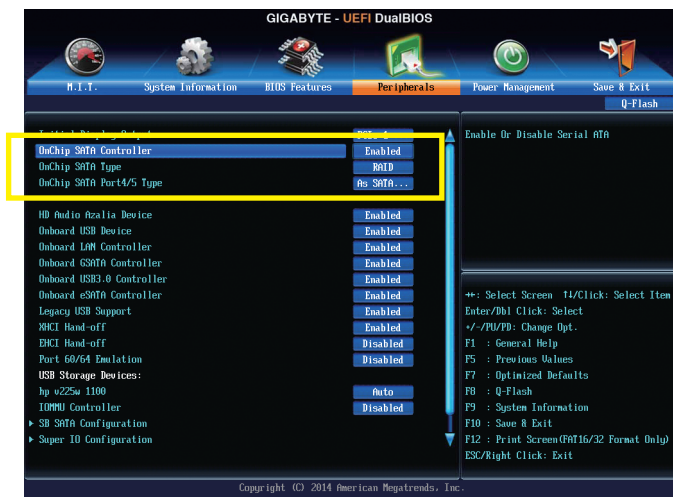 GIGABYTE - UEFI DualBIOS
M.I.T. System Information BIOS Features Peripherals Power Management Save & Exit
Q-Flash
Initial Display Output
OnChip SATA Controller Enabled
OnChip SATA Type RAID
OnChip SATA Port4/5 Type As SATA...
HD Audio Azalia Device Enabled
Onboard USB Device Enabled
Onboard LAN Controller Enabled
Onboard GSATA Controller Enabled
Onboard USB3.0 Controller Enabled
Onboard eSATA Controller Enabled
Legacy USB Support Enabled
XHCI Hand-off Enabled
EHCI Hand-off Disabled
Port 60/64 Emulation Disabled
USB Storage Devices:
hp v225w 1100 Auto
IOMMU Controller Disabled
SB SATA Configuration
Super IO Configuration
Enable Or Disable Serial ATA
→←: Select Screen ↑↓/Click: Select Item
Enter/Dbl Click: Select
+/-/PU/PD: Change Opt.
F1 : General Help
F5 : Previous Values
F7 : Optimized Defaults
F8 : Q-Flash
F9 : System Information
F10 : Save & Exit
F12 : Print Screen(FAT16/32 Format Only)
ESC/Right Click: Exit
Copyright (C) 2014 American Megatrends, Inc.